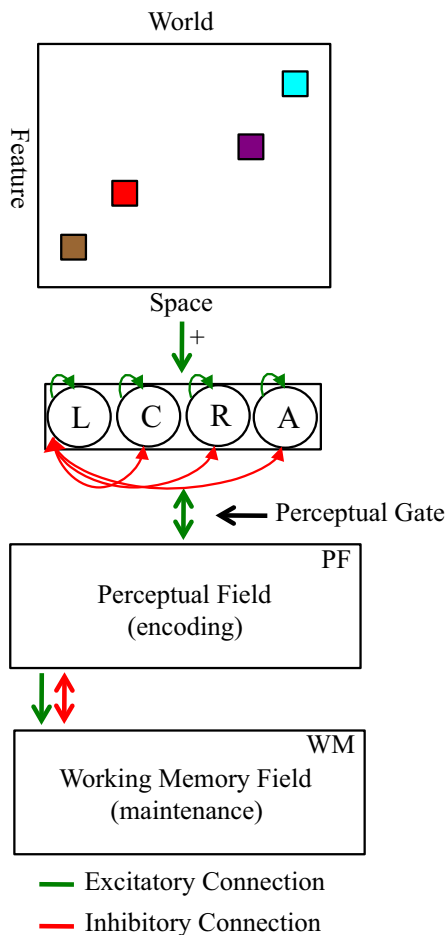 World
Feature
Space
+
L C R A
Perceptual Gate
PF
Perceptual Field
(encoding)
WM
Working Memory Field
(maintenance)
Excitatory Connection
Inhibitory Connection